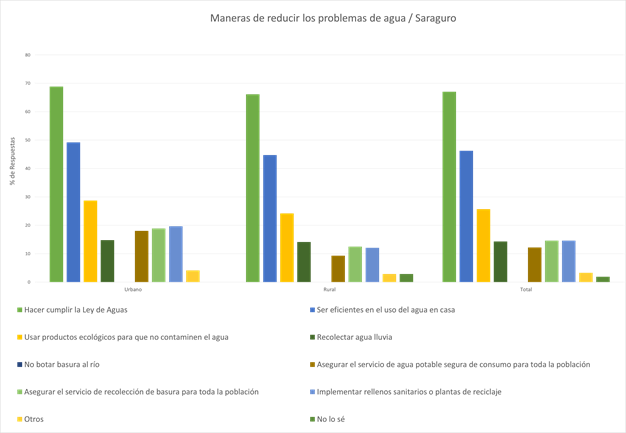 Maneras de reducir los problemas de agua / Saraguro
80
70
60
50
40
30
20
10
0
% de Respuestas
Urbano
Rural
Total
Hacer cumplir la Ley de Aguas
Ser eficientes en el uso del agua en casa
Usar productos ecológicos para que no contaminen el agua
Recolectar agua lluvia
No botar basura al río
Asegurar el servicio de agua potable segura de consumo para toda la población
Asegurar el servicio de recolección de basura para toda la población
Implementar rellenos sanitarios o plantas de reciclaje
Otros
No lo sé